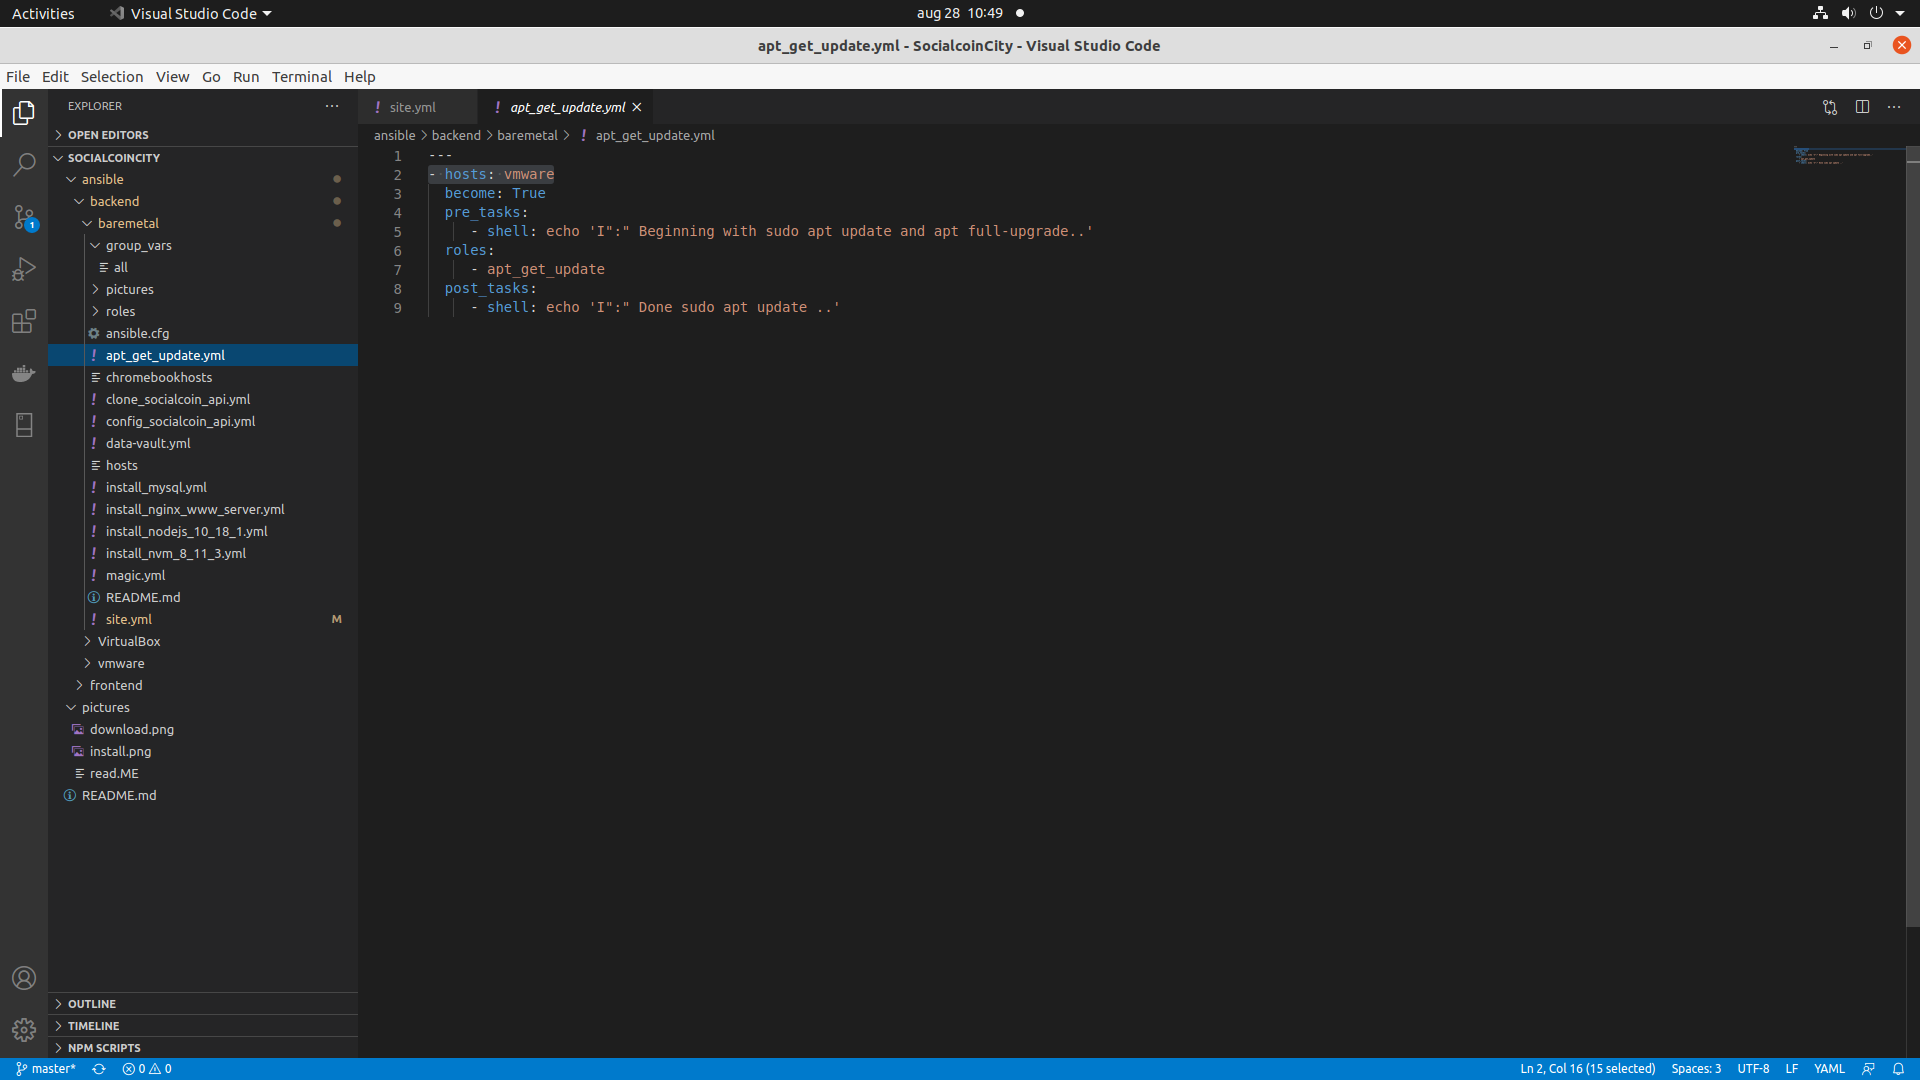 Activities
Visual Studio Code
aug 28 10:49
apt_get_update.yml - SocialcoinCity - Visual Studio Code
File Edit Selection View Go Run Terminal Help
EXPLORER
OPEN EDITORS
SOCIALCOINCITY
ansible
backend
baremetal
group_vars
all
pictures
roles
ansible.cfg
apt_get_update.yml
chromebookhosts
clone_socialcoin_api.yml
config_socialcoin_api.yml
data-vault.yml
hosts
install_mysql.yml
install_nginx_www_server.yml
install_nodejs_10_18_1.yml
install_nvm_8_11_3.yml
magic.yml
README.md
site.yml M
VirtualBox
vmware
frontend
pictures
download.png
install.png
read.ME
README.md
OUTLINE
TIMELINE
NPM SCRIPTS
1
! site.yml
! apt_get_update.yml
ansible > backend > baremetal > ! apt_get_update.yml
1 ---
2 - hosts: vmware
3 become: True
4 pre_tasks:
5 - shell: echo 'I":" Beginning with sudo apt update and apt full-upgrade..'
6 roles:
7 - apt_get_update
8 post_tasks:
9 - shell: echo 'I":" Done sudo apt update ..'
master*
0 0
Ln 2, Col 16 (15 selected)
Spaces: 3
UTF-8
LF
YAML